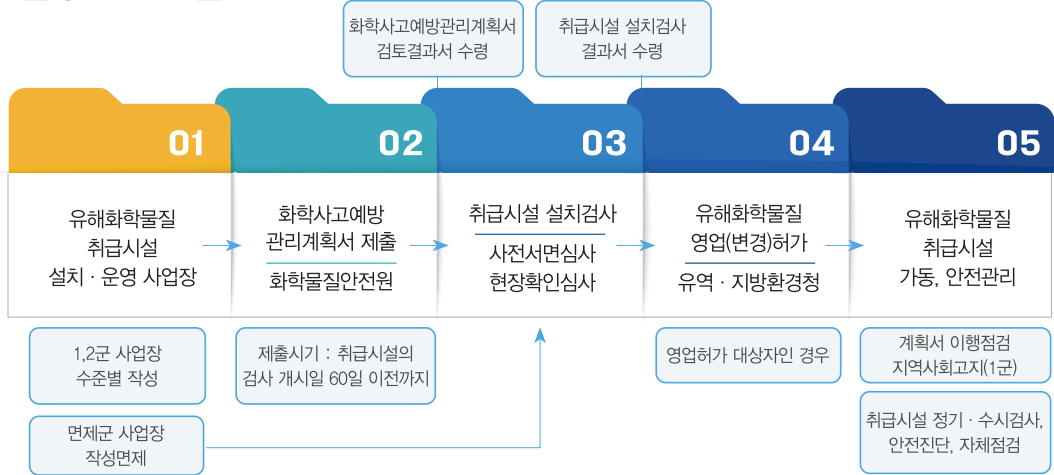 화학사고예방관리계획서
검토결과서 수령
취급시설 설치검사
결과서 수령
01
02
03
04
05
유해화학물질
취급시설
설치 · 운영 사업장
화학사고예방
관리계획서 제출
화학물질안전원
취급시설 설치검사
사전서면심사
현장확인심사
유해화학물질
영업(변경)허가
유역 · 지방환경청
유해화학물질
취급시설
가동, 안전관리
1,2군 사업장
수준별 작성
제출시기 : 취급시설의
검사 개시일 60일 이전까지
영업허가 대상자인 경우
계획서 이행점검
지역사회고지(1군)
면제군 사업장
작성면제
취급시설 정기 · 수시검사,
안전진단, 자체점검